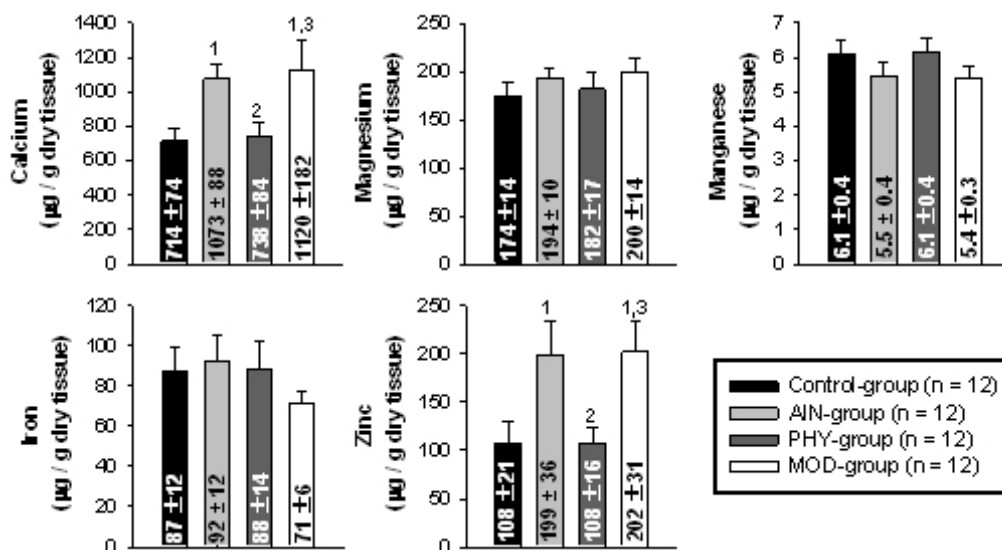 Calcium
(µg / g dry tissue)
1400
1200
1000
800
600
400
200
0
1
2
1,3
714 ±74
1073 ± 88
738 ±84
1120 ±182
Magnesium
(µg / g dry tissue)
250
200
150
100
50
0
174 ±14
194 ± 10
182 ±17
200 ±14
Manganese
(µg / g dry tissue)
7
6
5
4
3
2
1
0
6.1 ±0.4
5.5 ± 0.4
6.1 ±0.4
5.4 ±0.3
Iron
(µg / g dry tissue)
120
100
80
60
40
20
0
87 ±12
92 ± 12
88 ±14
71 ±6
Zinc
(µg / g dry tissue)
250
200
150
100
50
0
1
2
1,3
108 ±21
199 ± 36
108 ±16
202 ±31
Control-group (n = 12)
AIN-group (n = 12)
PHY-group (n = 12)
MOD-group (n = 12)